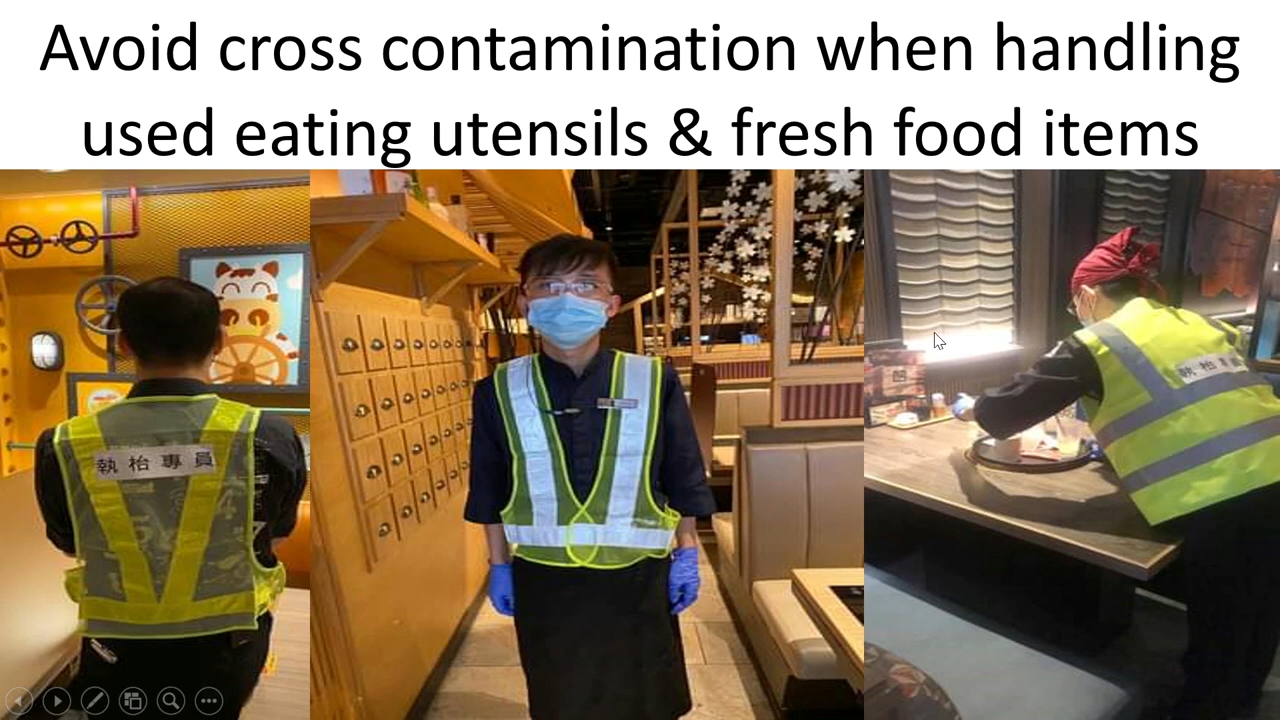 Avoid cross contamination when handling
used eating utensils & fresh food items
執枱專員
執枱專員